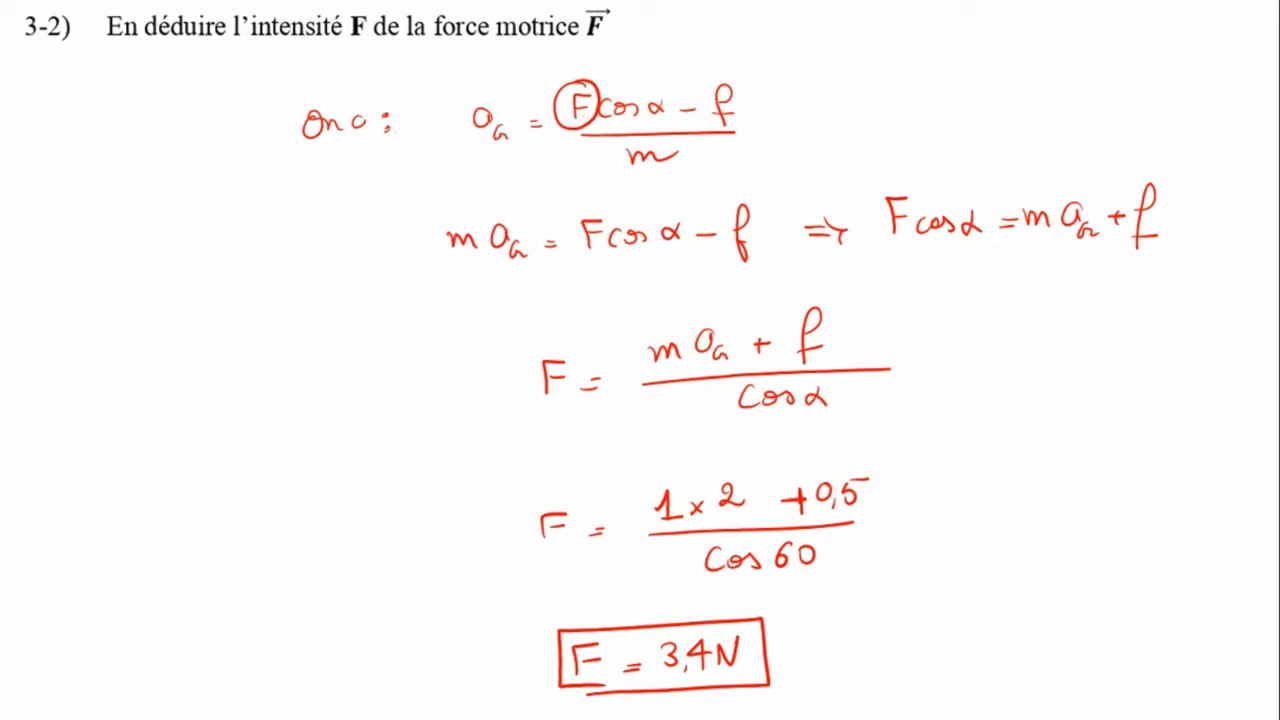 3-2) En déduire l'intensité F de la force motrice F⃗
On a : a_G = (F cos α - f) / m
m a_G = F cos α - f ⇒ F cos α = m a_G + f
F = (m a_G + f) / cos α
F = (1 × 2 + 0,5) / cos 60
F = 3,4 N